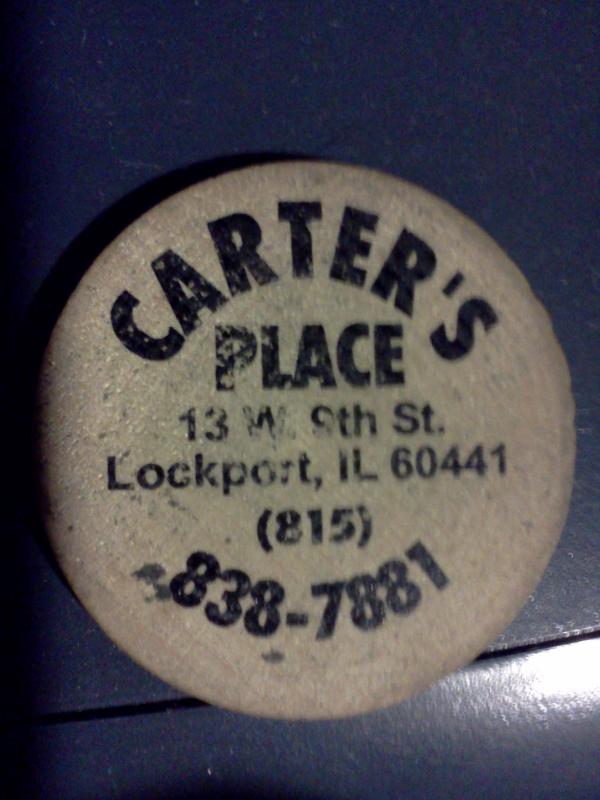 CARTER'S
PLACE
13 W. 9th St.
Lockport, IL 60441
(815)
838-7881